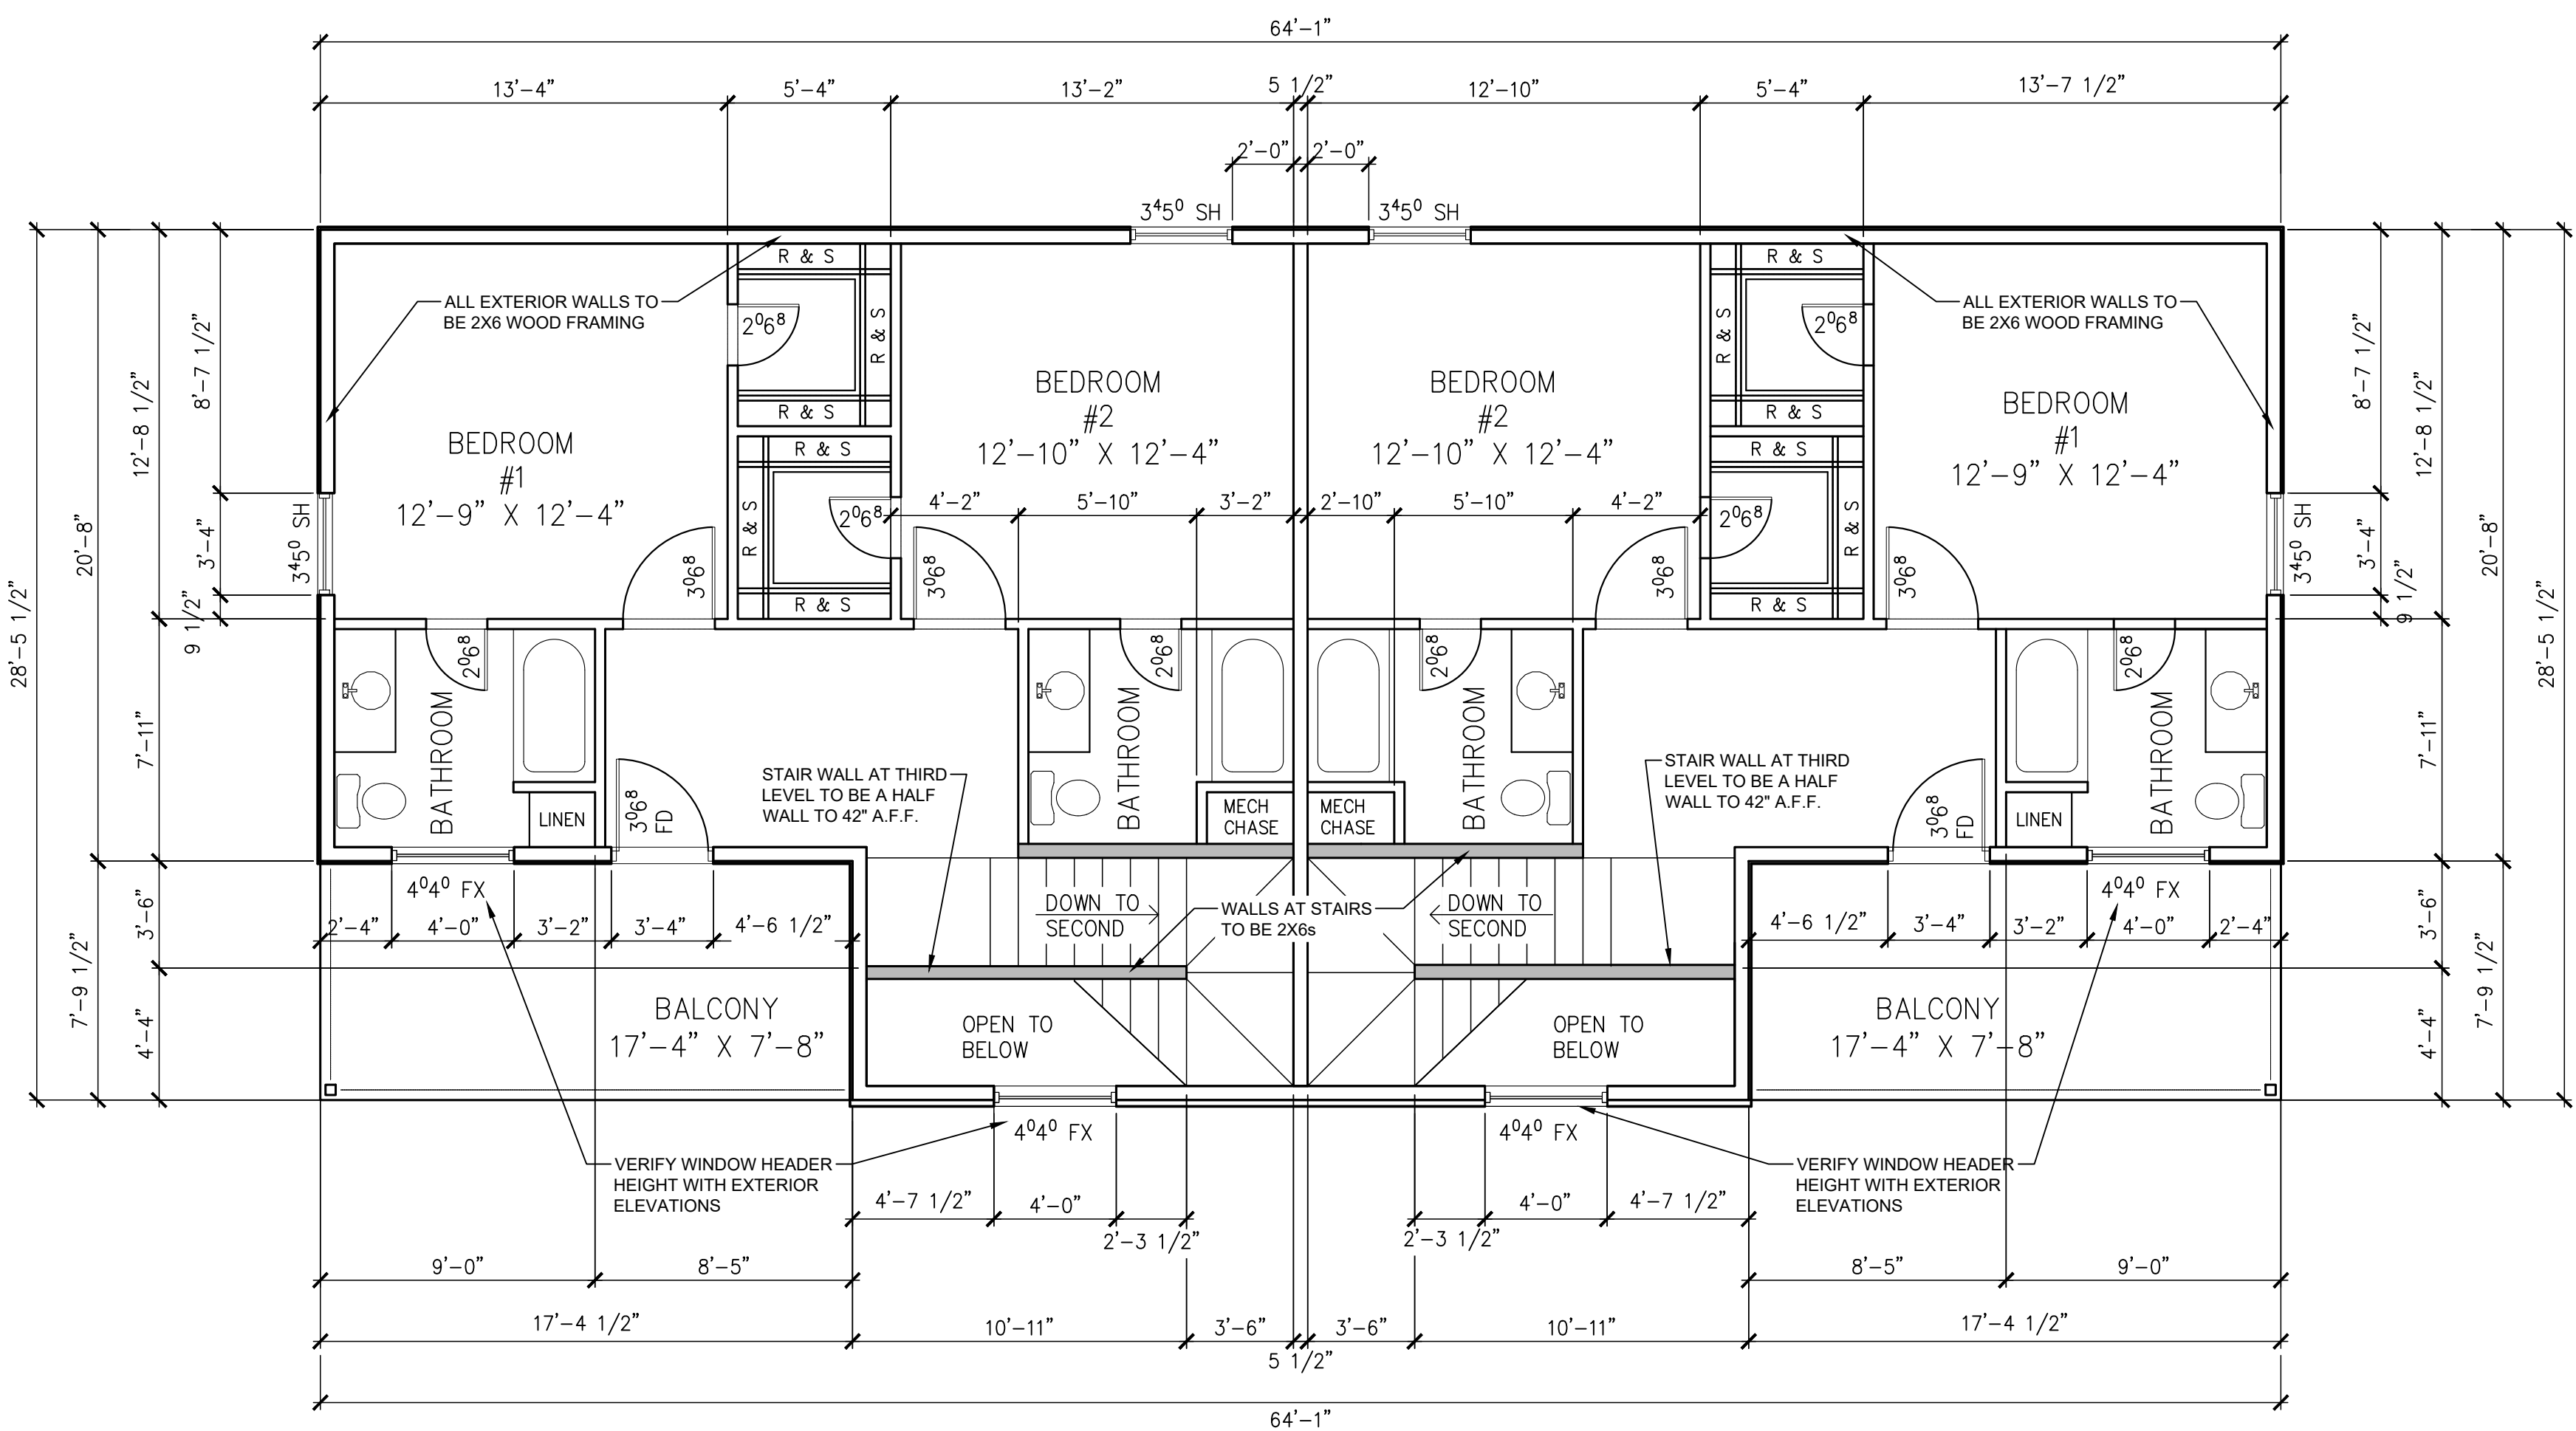 64'-1"
13'-4"
5'-4"
13'-2"
5 1/2"
12'-10"
5'-4"
13'-7 1/2"
2'-0"
2'-0"
3⁴5⁰ SH
3⁴5⁰ SH
R & S
R & S
ALL EXTERIOR WALLS TO
BE 2X6 WOOD FRAMING
2⁰6⁸
R & S
R & S
2⁰6⁸
ALL EXTERIOR WALLS TO
BE 2X6 WOOD FRAMING
8'-7 1/2"
12'-8 1/2"
8'-7 1/2"
12'-8 1/2"
BEDROOM
#1
12'-9" X 12'-4"
R & S
R & S
BEDROOM
#2
12'-10" X 12'-4"
BEDROOM
#2
12'-10" X 12'-4"
R & S
R & S
BEDROOM
#1
12'-9" X 12'-4"
4'-2"
5'-10"
3'-2"
2'-10"
5'-10"
4'-2"
28'-5 1/2"
20'-8"
3'-4"
9 1/2"
3⁴5⁰ SH
3⁰6⁸
R & S
2⁰6⁸
R & S
3⁰6⁸
3⁰6⁸
2⁰6⁸
R & S
R & S
3⁰6⁸
3⁴5⁰ SH
3'-4"
9 1/2"
20'-8"
28'-5 1/2"
7'-11"
2⁰6⁸
BATHROOM
LINEN
3⁰6⁸
FD
STAIR WALL AT THIRD
LEVEL TO BE A HALF
WALL TO 42" A.F.F.
2⁰6⁸
BATHROOM
MECH
CHASE
MECH
CHASE
2⁰6⁸
BATHROOM
STAIR WALL AT THIRD
LEVEL TO BE A HALF
WALL TO 42" A.F.F.
3⁰6⁸
FD
LINEN
2⁰6⁸
BATHROOM
7'-11"
4⁰4⁰ FX
4⁰4⁰ FX
2'-4"
4'-0"
3'-2"
3'-4"
4'-6 1/2"
DOWN TO
SECOND
WALLS AT STAIRS
TO BE 2X6s
DOWN TO
SECOND
4'-6 1/2"
3'-4"
3'-2"
4'-0"
2'-4"
3'-6"
7'-9 1/2"
4'-4"
3'-6"
7'-9 1/2"
4'-4"
BALCONY
17'-4" X 7'-8"
OPEN TO
BELOW
OPEN TO
BELOW
BALCONY
17'-4" X 7'-8"
4⁰4⁰ FX
4⁰4⁰ FX
VERIFY WINDOW HEADER
HEIGHT WITH EXTERIOR
ELEVATIONS
VERIFY WINDOW HEADER
HEIGHT WITH EXTERIOR
ELEVATIONS
4'-7 1/2"
4'-0"
2'-3 1/2"
2'-3 1/2"
4'-0"
4'-7 1/2"
9'-0"
8'-5"
8'-5"
9'-0"
17'-4 1/2"
10'-11"
3'-6"
5 1/2"
3'-6"
10'-11"
17'-4 1/2"
64'-1"